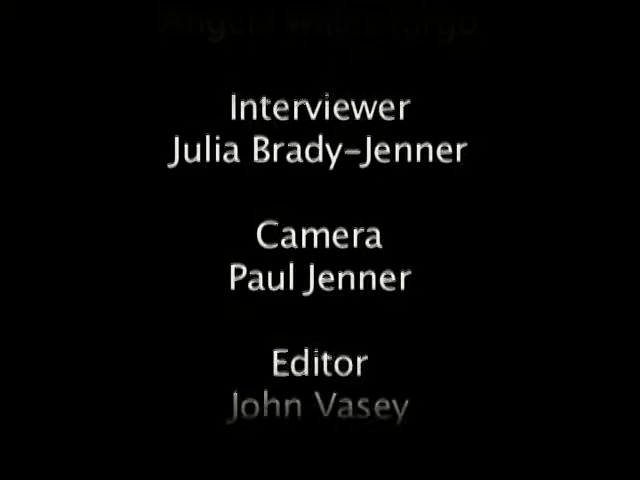 Interviewer
Julia Brady-Jenner
Camera
Paul Jenner
Editor
John Vasey